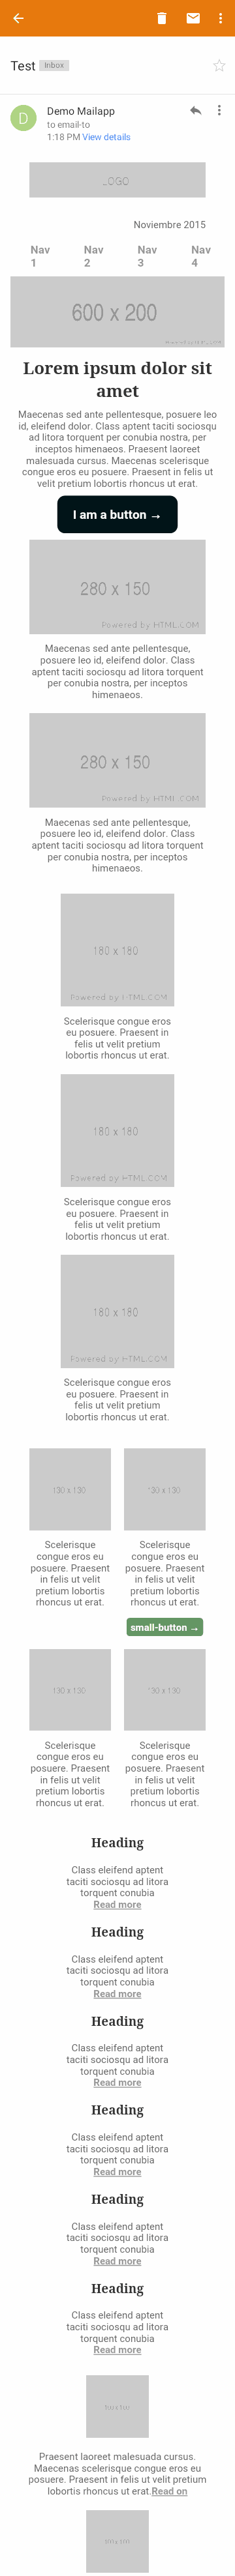 Test Inbox
D
Demo Mailapp
to email-to
1:18 PM View details
LOGO
Noviembre 2015
Nav 1
Nav 2
Nav 3
Nav 4
600 x 200
Lorem ipsum dolor sit
amet
Maecenas sed ante pellentesque, posuere leo
id, eleifend dolor. Class aptent taciti sociosqu
ad litora torquent per conubia nostra, per
inceptos himenaeos. Praesent laoreet
malesuada cursus. Maecenas scelerisque
congue eros eu posuere. Praesent in felis ut
velit pretium lobortis rhoncus ut erat.
I am a button →
280 x 150
Powered by HTML.COM
Maecenas sed ante pellentesque,
posuere leo id, eleifend dolor. Class
aptent taciti sociosqu ad litora torquent
per conubia nostra, per inceptos
himenaeos.
280 x 150
Powered by HTML.COM
Maecenas sed ante pellentesque,
posuere leo id, eleifend dolor. Class
aptent taciti sociosqu ad litora torquent
per conubia nostra, per inceptos
himenaeos.
180 x 180
Powered by HTML.COM
Scelerisque congue eros
eu posuere. Praesent in
felis ut velit pretium
lobortis rhoncus ut erat.
180 x 180
Powered by HTML.COM
Scelerisque congue eros
eu posuere. Praesent in
felis ut velit pretium
lobortis rhoncus ut erat.
180 x 180
Powered by HTML.COM
Scelerisque congue eros
eu posuere. Praesent in
felis ut velit pretium
lobortis rhoncus ut erat.
130 x 130
Scelerisque
congue eros eu
posuere. Praesent
in felis ut velit
pretium lobortis
rhoncus ut erat.
130 x 130
Scelerisque
congue eros eu
posuere. Praesent
in felis ut velit
pretium lobortis
rhoncus ut erat.
small-button →
130 x 130
Scelerisque
congue eros eu
posuere. Praesent
in felis ut velit
pretium lobortis
rhoncus ut erat.
130 x 130
Scelerisque
congue eros eu
posuere. Praesent
in felis ut velit
pretium lobortis
rhoncus ut erat.
Heading
Class eleifend aptent
taciti sociosqu ad litora
torquent conubia
Read more
Heading
Class eleifend aptent
taciti sociosqu ad litora
torquent conubia
Read more
Heading
Class eleifend aptent
taciti sociosqu ad litora
torquent conubia
Read more
Heading
Class eleifend aptent
taciti sociosqu ad litora
torquent conubia
Read more
Heading
Class eleifend aptent
taciti sociosqu ad litora
torquent conubia
Read more
Heading
Class eleifend aptent
taciti sociosqu ad litora
torquent conubia
Read more
Praesent laoreet malesuada cursus.
Maecenas scelerisque congue eros eu
posuere. Praesent in felis ut velit pretium
lobortis rhoncus ut erat.Read on